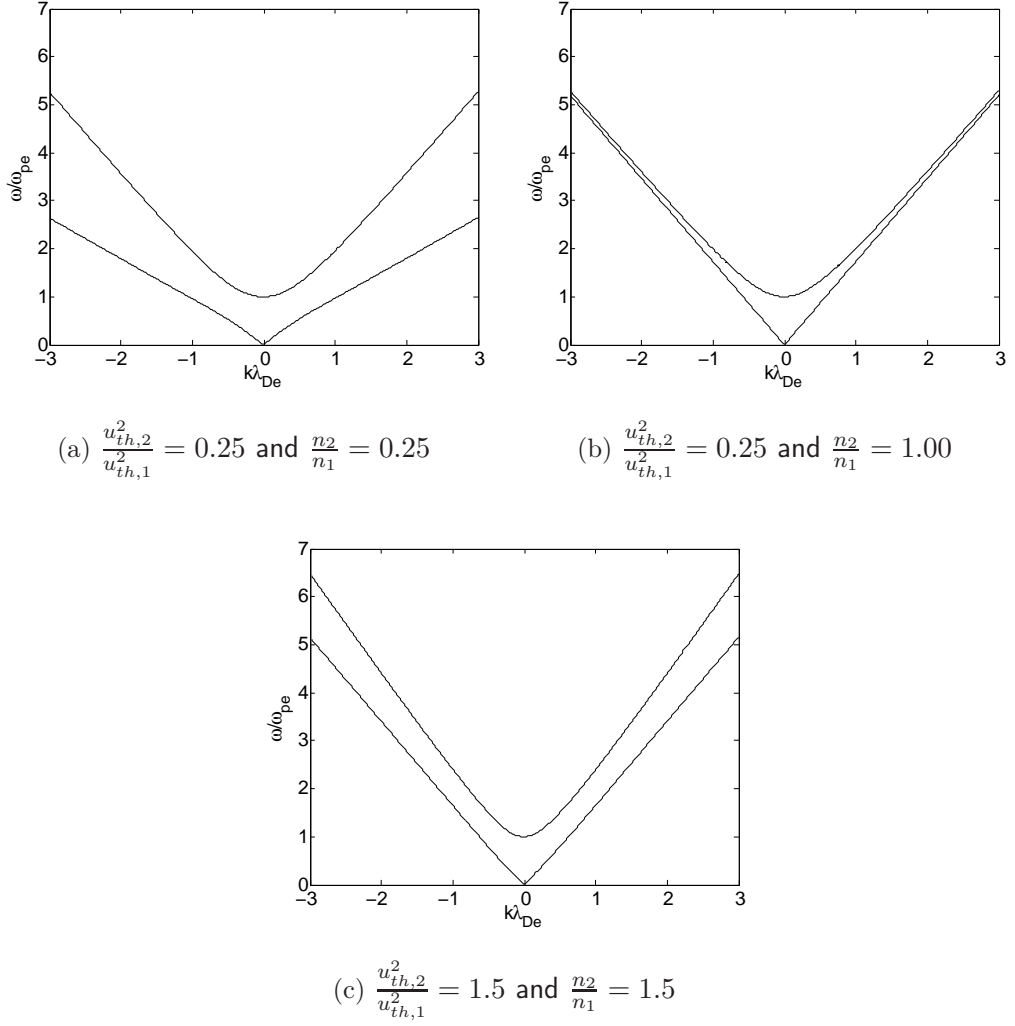 7
6
5
4
3
2
1
0
ω/ω_pe
−3 −2 −1 0 1 2 3
kλ_De
(a) u²_th,2 / u²_th,1 = 0.25 and n₂/n₁ = 0.25
7
6
5
4
3
2
1
0
ω/ω_pe
−3 −2 −1 0 1 2 3
kλ_De
(b) u²_th,2 / u²_th,1 = 0.25 and n₂/n₁ = 1.00
7
6
5
4
3
2
1
0
ω/ω_pe
−3 −2 −1 0 1 2 3
kλ_De
(c) u²_th,2 / u²_th,1 = 1.5 and n₂/n₁ = 1.5